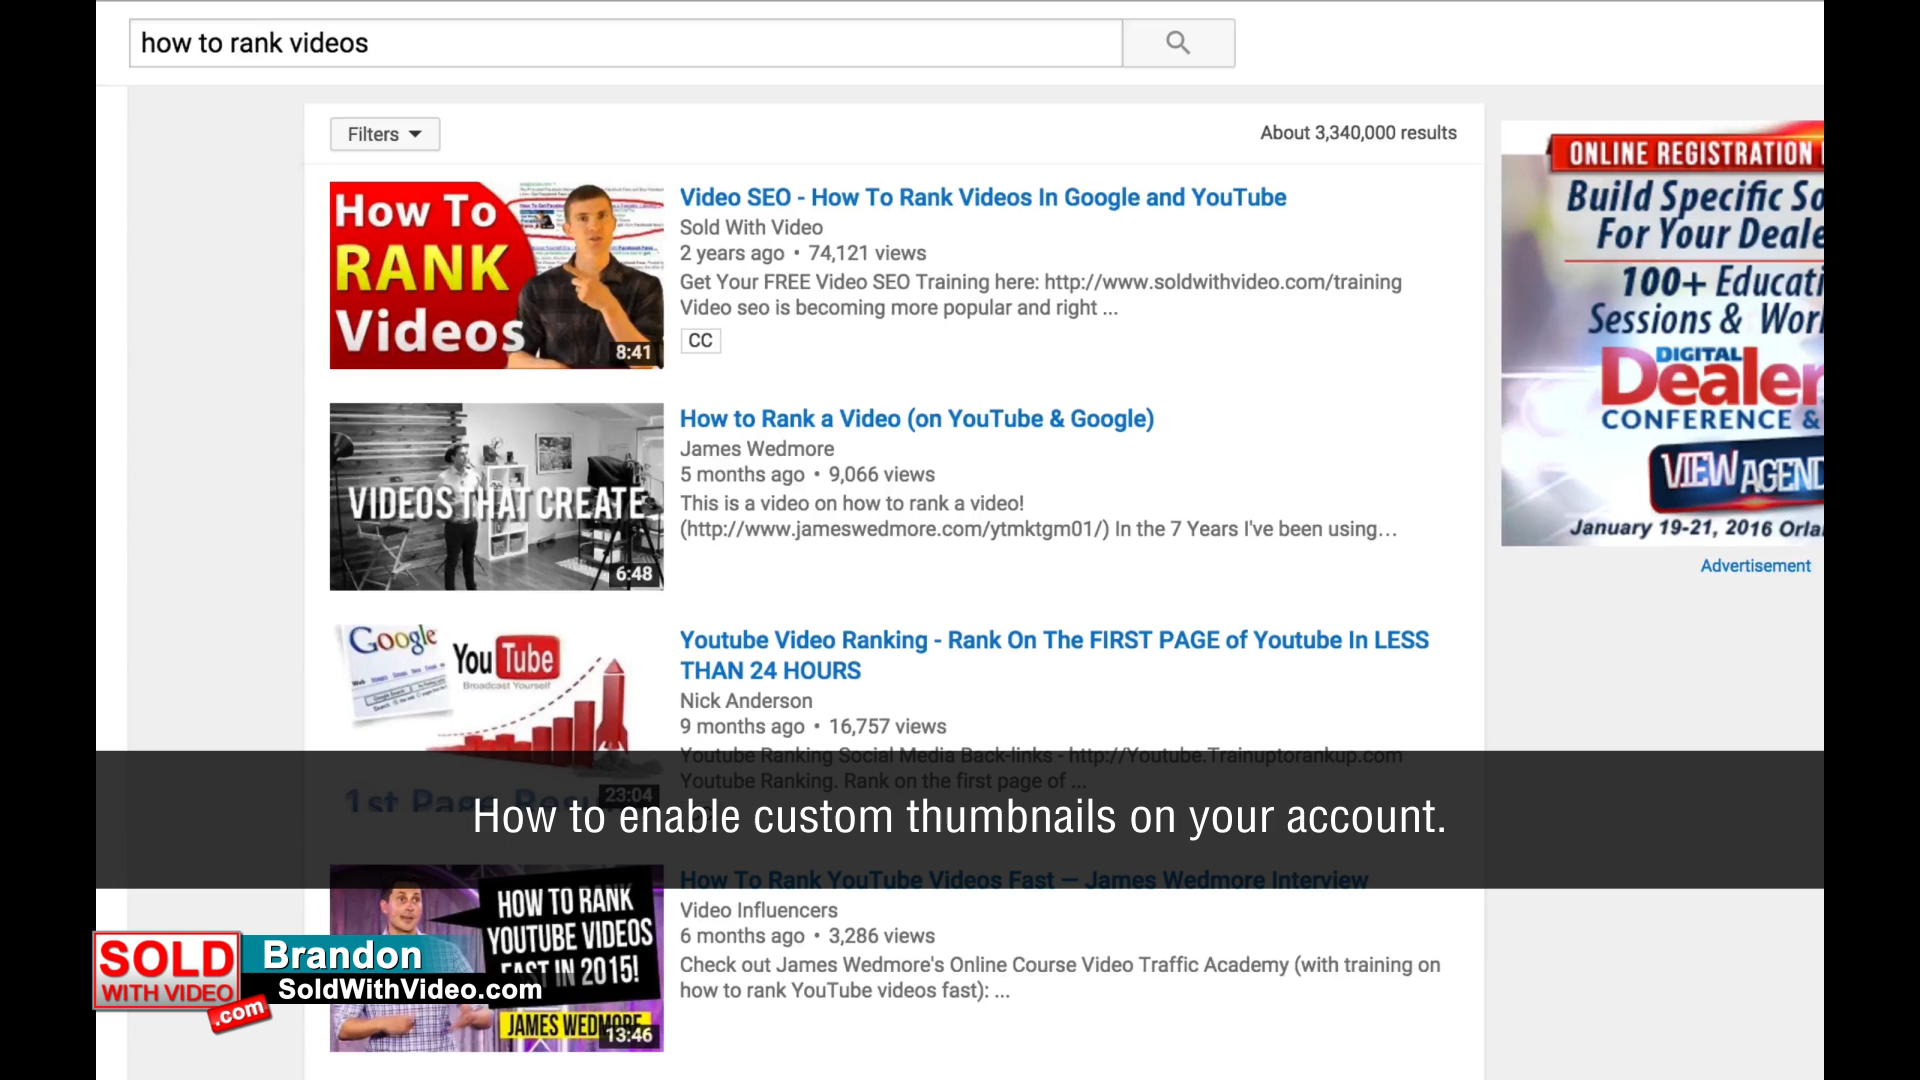 how to rank videos
Filters
About 3,340,000 results
How To
RANK
Videos
8:41
Video SEO - How To Rank Videos In Google and YouTube
Sold With Video
2 years ago • 74,121 views
Get Your FREE Video SEO Training here: http://www.soldwithvideo.com/training
Video seo is becoming more popular and right ...
CC
ONLINE REGISTRATION
Build Specific So
For Your Deale
100+ Educati
Sessions & Wor
DIGITAL
Dealer
CONFERENCE &
VIEW AGEND
January 19-21, 2016 Orla
Advertisement
VIDEOS THAT CREATE
6:48
How to Rank a Video (on YouTube & Google)
James Wedmore
5 months ago • 9,066 views
This is a video on how to rank a video!
(http://www.jameswedmore.com/ytmktgm01/) In the 7 Years I've been using...
Google
YouTube
Broadcast Yourself
1st Page
23:04
Youtube Video Ranking - Rank On The FIRST PAGE of Youtube In LESS
THAN 24 HOURS
Nick Anderson
9 months ago • 16,757 views
Youtube Ranking Social Media Back-links - http://Youtube.Trainuptorankup.com
Youtube Ranking. Rank on the first page of ...
How to enable custom thumbnails on your account.
HOW TO RANK
YOUTUBE VIDEOS
FAST IN 2015!
JAMES WEDMORE
13:46
How To Rank YouTube Videos Fast — James Wedmore Interview
Video Influencers
6 months ago • 3,286 views
Check out James Wedmore's Online Course Video Traffic Academy (with training on
how to rank YouTube videos fast): ...
SOLD
WITH VIDEO
.com
Brandon
SoldWithVideo.com